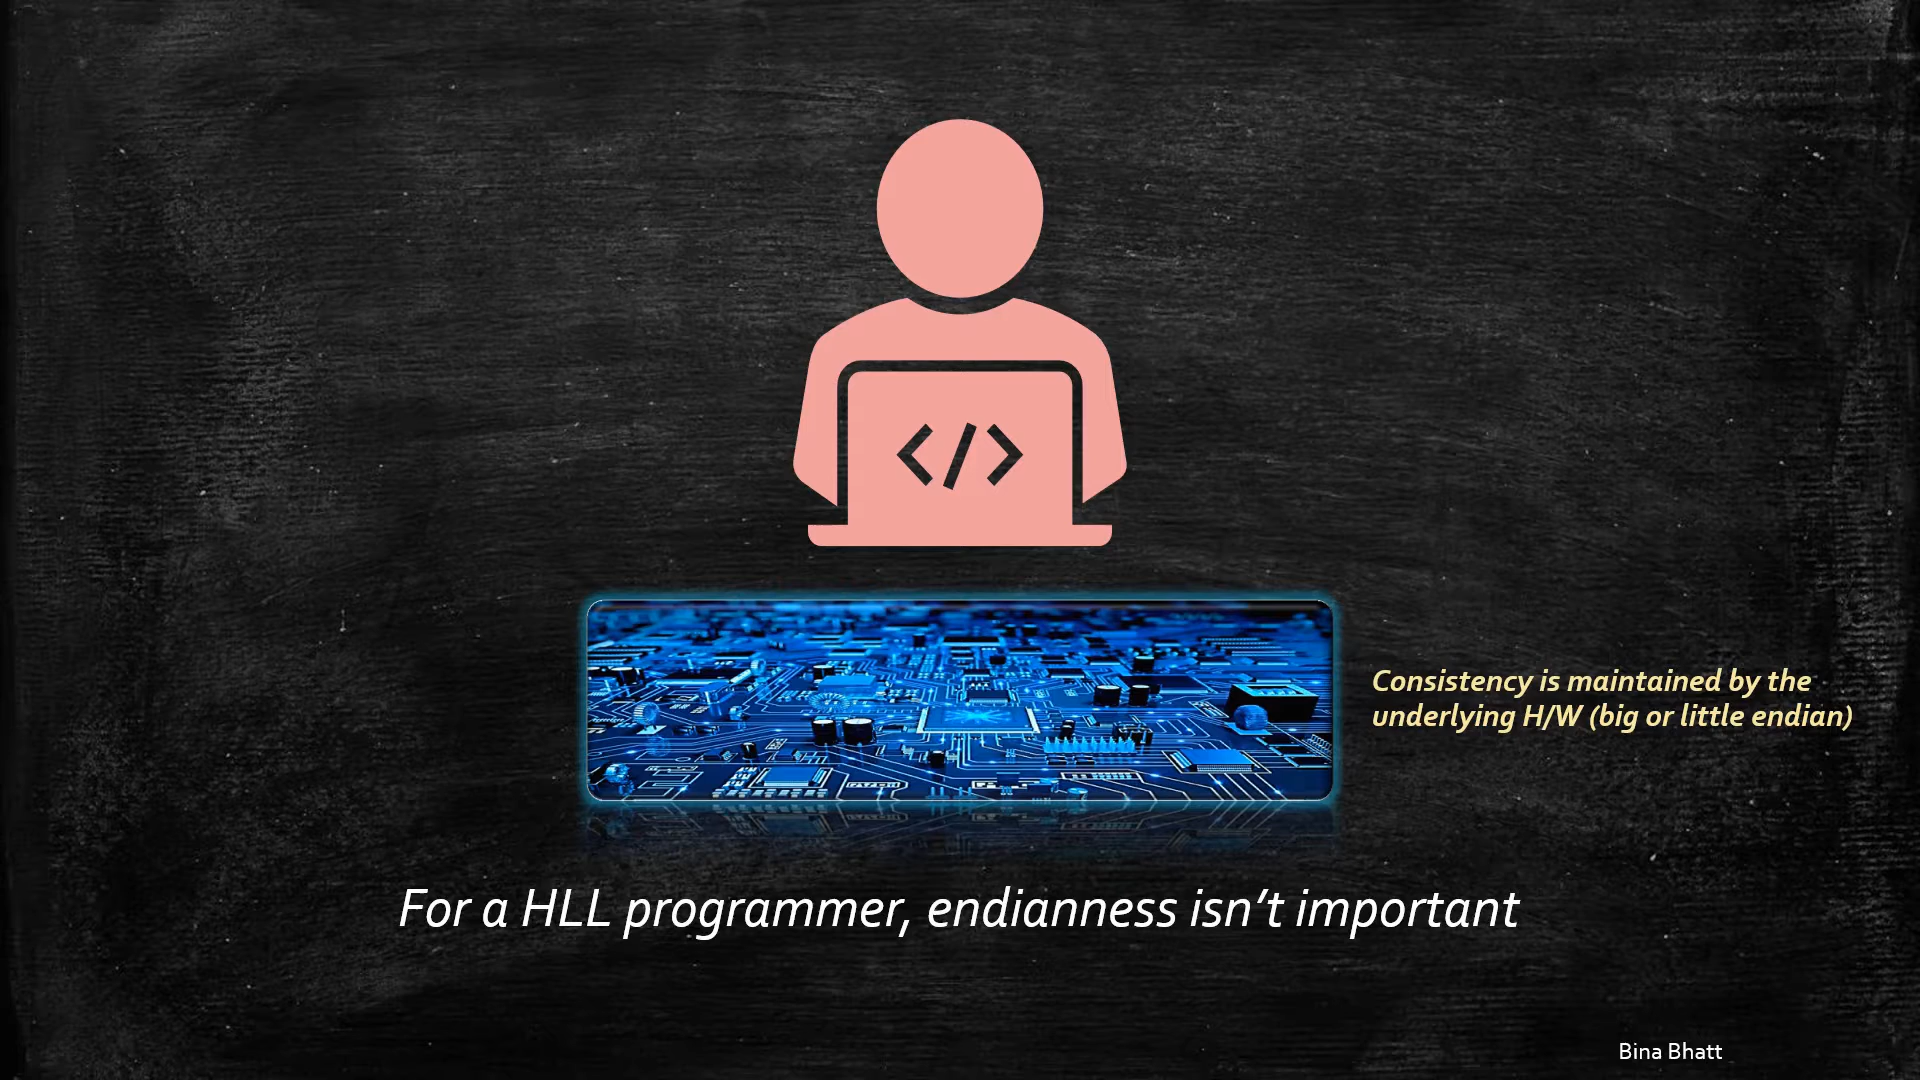 </>
Consistency is maintained by the
underlying H/W (big or little endian)
For a HLL programmer, endianness isn’t important
Bina Bhatt